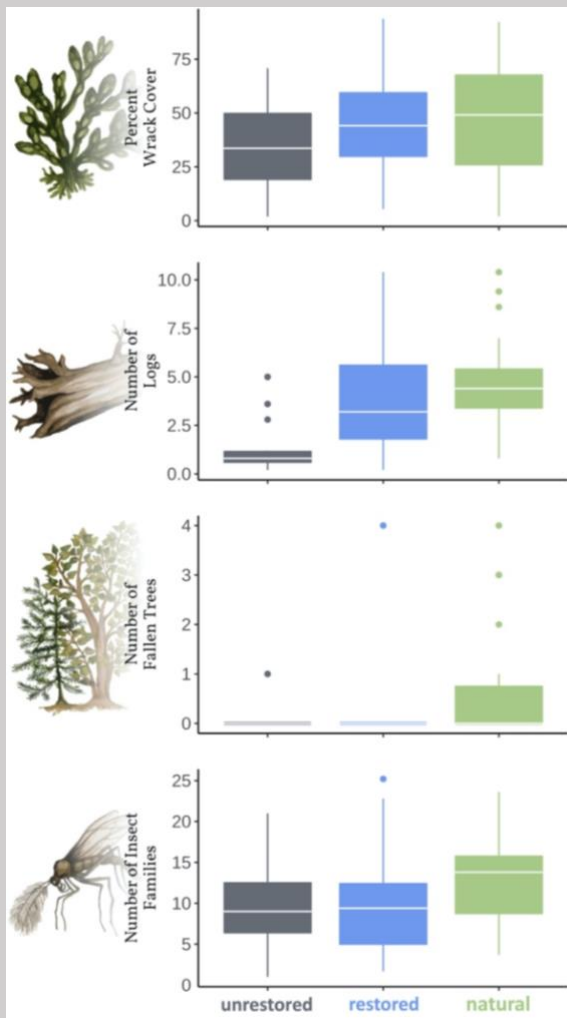 Percent
Wrack Cover
75
50
25
0
Number of
Logs
10.0
7.5
5.0
2.5
0.0
Number of
Fallen Trees
4
3
2
1
0
Number of Insect
Families
25
20
15
10
5
0
unrestored restored natural